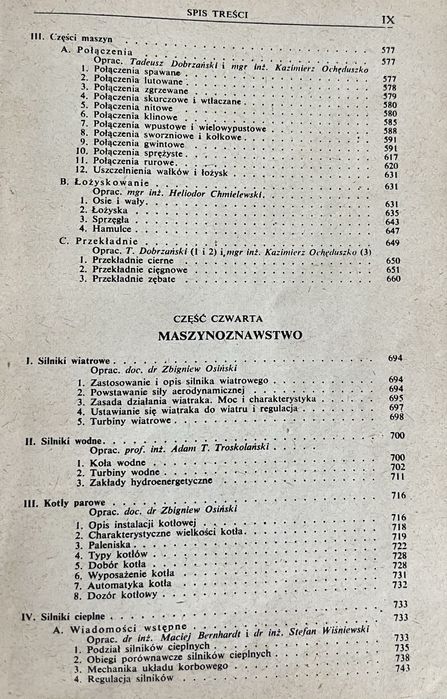 SPIS TREŚCI IX
III. Części maszyn 577
A. Połączenia 577
Oprac. Tadeusz Dobrzański i mgr inż. Kazimierz Ochęduszko
1. Połączenia spawane 577
2. Połączenia lutowane 578
3. Połączenia zgrzewane 579
4. Połączenia skurczowe i wtłaczane 580
5. Połączenia nitowe 580
6. Połączenia klinowe 585
7. Połączenia wpustowe i wielowypustowe 588
8. Połączenia sworzniowe i kołkowe 591
9. Połączenia gwintowe 591
10. Połączenia sprężyste 617
11. Połączenia rurowe 620
12. Uszczelnienia wałków i łożysk 631
B. Łożyskowanie 631
Oprac. mgr inż. Heliodor Chmielewski
1. Osie i wały 631
2. Łożyska 635
3. Sprzęgła 643
4. Hamulce 647
C. Przekładnie 649
Oprac. T. Dobrzański (1 i 2) i mgr inż. Kazimierz Ochęduszko (3)
1. Przekładnie cierne 650
2. Przekładnie cięgnowe 651
3. Przekładnie zębate 660
CZĘŚĆ CZWARTA
MASZYNOZNAWSTWO
I. Silniki wiatrowe 694
Oprac. doc. dr Zbigniew Osiński
1. Zastosowanie i opis silnika wiatrowego 694
2. Powstawanie siły aerodynamicznej 694
3. Zasada działania wiatraka. Moc i charakterystyka 695
4. Ustawianie się wiatraka do wiatru i regulacja 697
5. Turbiny wiatrowe 698
II. Silniki wodne 700
Oprac. prof. inż. Adam T. Troskolański
1. Koła wodne 700
2. Turbiny wodne 702
3. Zakłady hydroenergetyczne 711
III. Kotły parowe 716
Oprac. doc. dr Zbigniew Osiński
1. Opis instalacji kotłowej 716
2. Charakterystyczne wielkości kotła 718
3. Paleniska 719
4. Typy kotłów 722
5. Dobór kotła 728
6. Wyposażenie kotła 728
7. Automatyka kotła 731
8. Dozór kotłowy 732
IV. Silniki cieplne 733
A. Wiadomości wstępne 733
Oprac. dr inż. Maciej Bernhardt i dr inż. Stefan Wiśniewski
1. Podział silników cieplnych 733
2. Obiegi porównawcze silników cieplnych 735
3. Mechanika układu korbowego 738
4. Regulacja silników 743